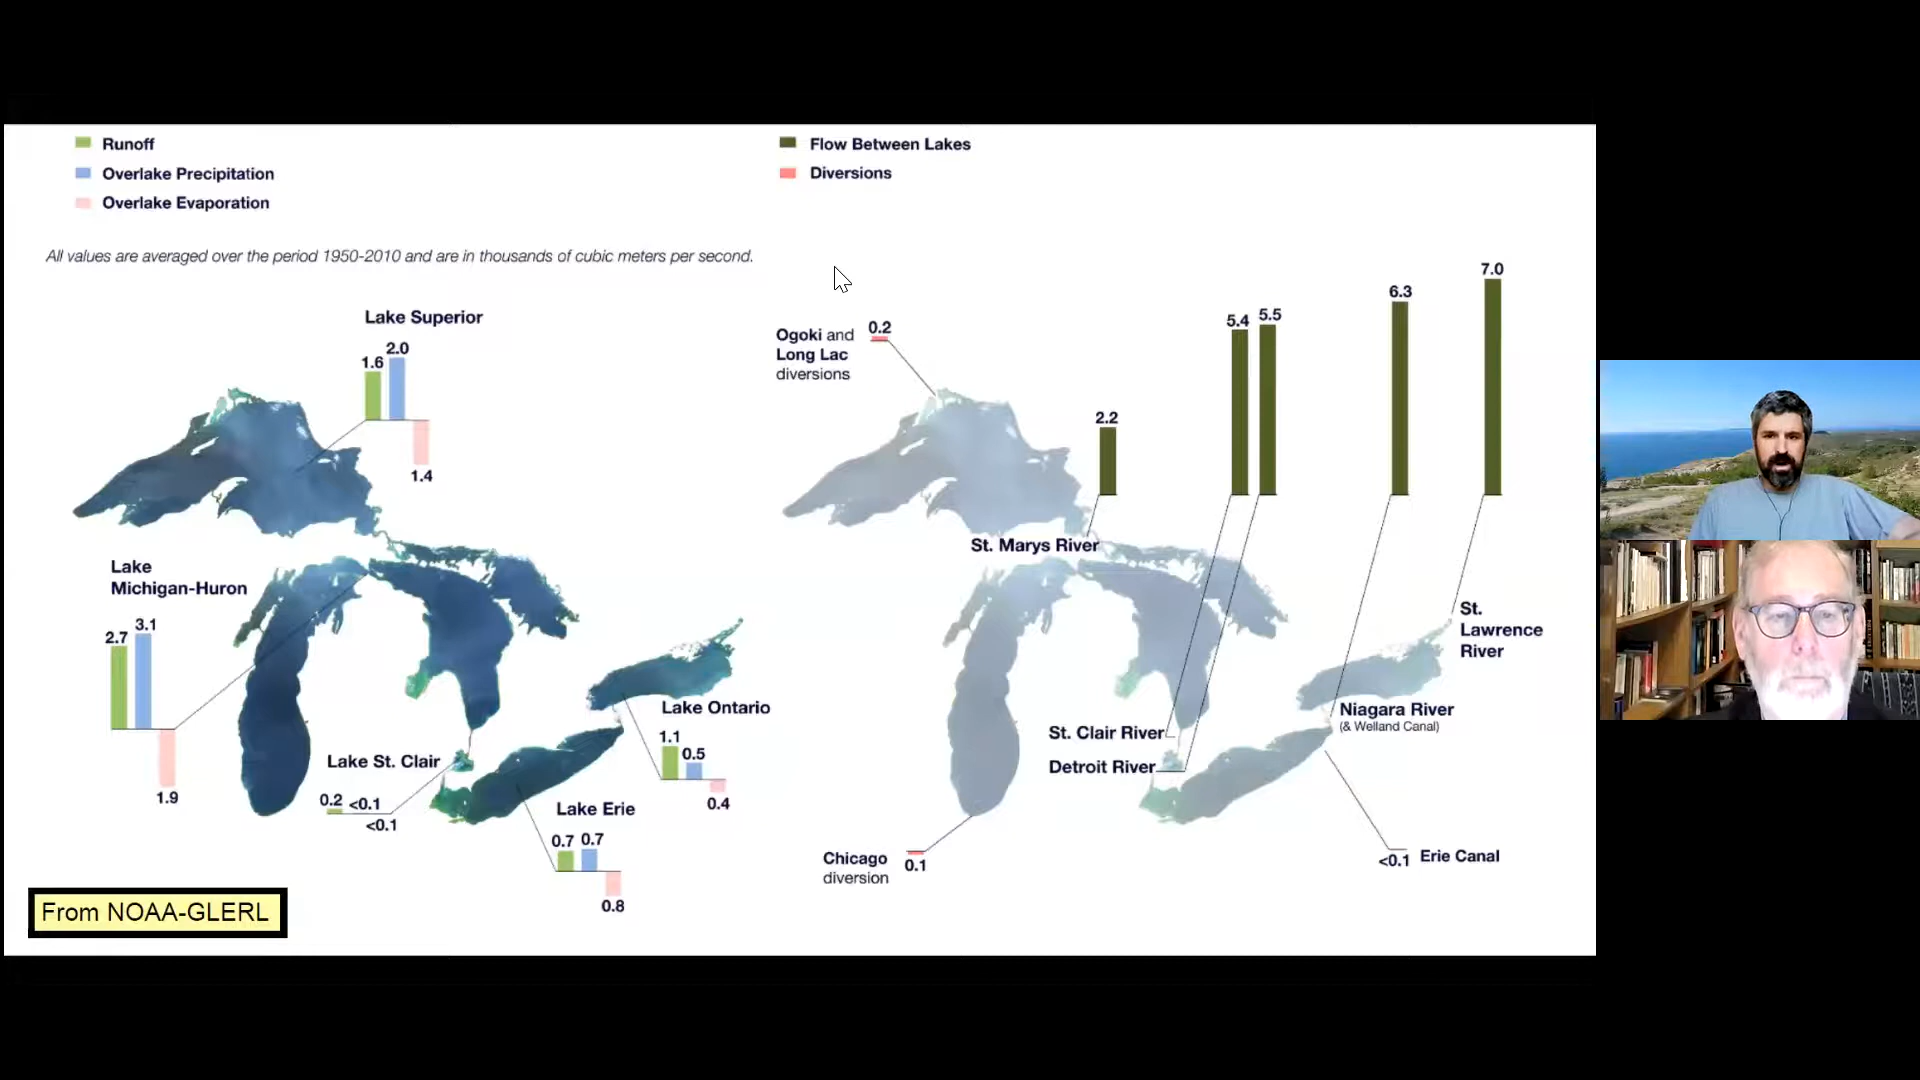 Runoff
Overlake Precipitation
Overlake Evaporation
All values are averaged over the period 1950-2010 and are in thousands of cubic meters per second.
Lake Superior
1.6
2.0
1.4
Lake
Michigan-Huron
2.7
3.1
1.9
Lake St. Clair
0.2
<0.1
<0.1
Lake Ontario
1.1
0.5
0.4
Lake Erie
0.7
0.7
0.8
From NOAA-GLERL
Flow Between Lakes
Diversions
Ogoki and
Long Lac
diversions
0.2
2.2
5.4
5.5
6.3
7.0
St. Marys River
St.
Lawrence
River
Niagara River
(& Welland Canal)
St. Clair River
Detroit River
Chicago
diversion
0.1
<0.1
Erie Canal